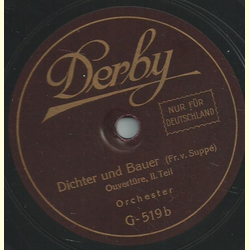 Derby
NUR FÜR
DEUTSCHLAND
Dichter und Bauer (Fr. v. Suppé)
Ouvertüre, II. Teil
Orchester
G-519b